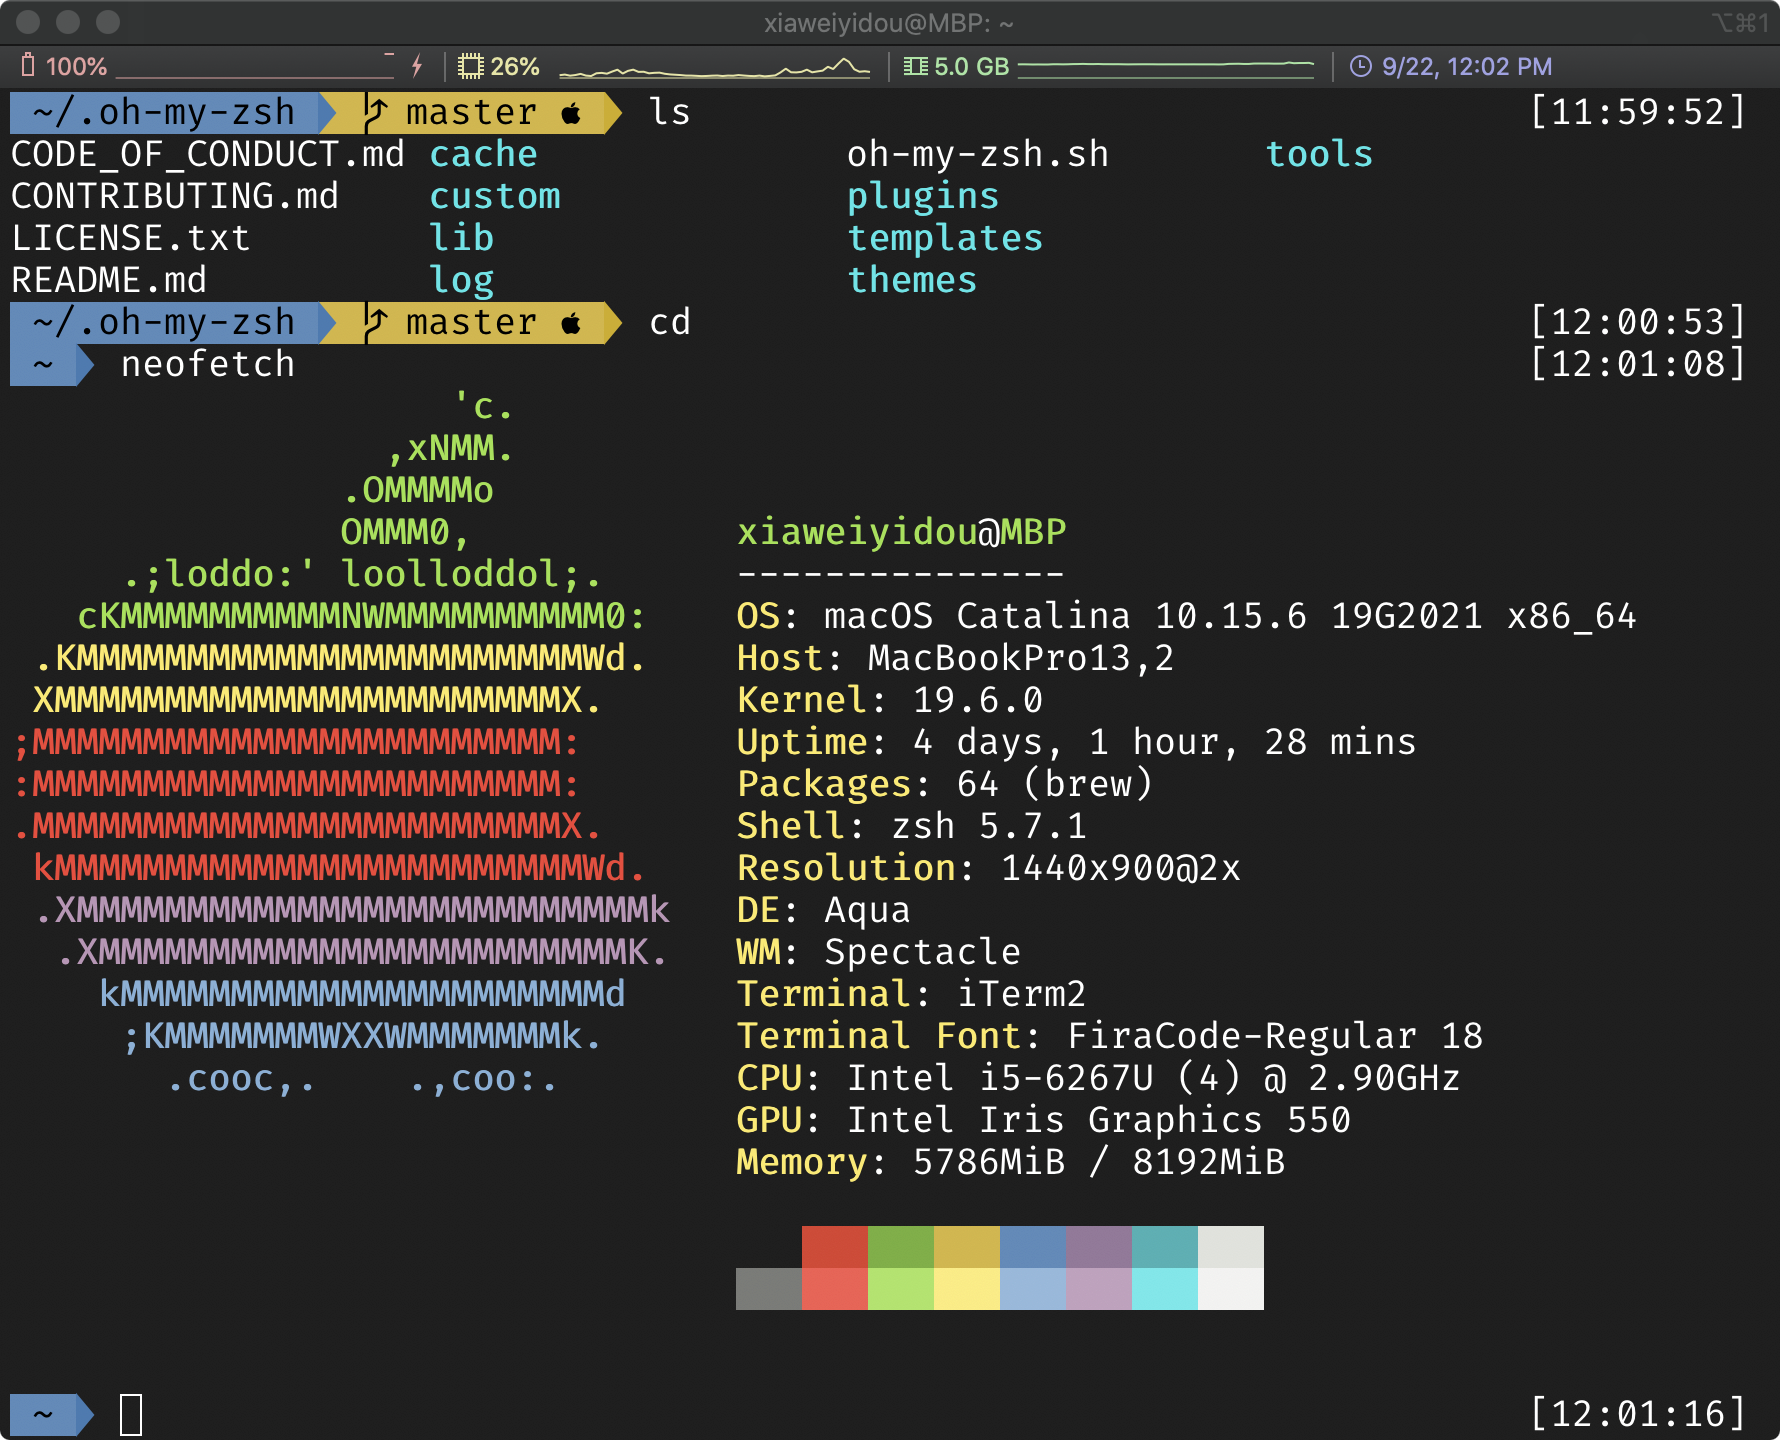 xiaweiyidou@MBP: ~ ⌥⌘1
100% 26% 5.0 GB 9/22, 12:02 PM
~/.oh-my-zsh master ls [11:59:52]
CODE_OF_CONDUCT.md cache oh-my-zsh.sh tools
CONTRIBUTING.md custom plugins
LICENSE.txt lib templates
README.md log themes
~/.oh-my-zsh master cd [12:00:53]
~ neofetch [12:01:08]
'c.
,xNMM.
.OMMMMo
OMMM0, xiaweiyidou@MBP
.;loddo:' loolloddol;. ---------------
cKMMMMMMMMMMNWMMMMMMMMMM0: OS: macOS Catalina 10.15.6 19G2021 x86_64
.KMMMMMMMMMMMMMMMMMMMMMMMWd. Host: MacBookPro13,2
XMMMMMMMMMMMMMMMMMMMMMMMX. Kernel: 19.6.0
;MMMMMMMMMMMMMMMMMMMMMMMM: Uptime: 4 days, 1 hour, 28 mins
:MMMMMMMMMMMMMMMMMMMMMMMM: Packages: 64 (brew)
.MMMMMMMMMMMMMMMMMMMMMMMMX. Shell: zsh 5.7.1
kMMMMMMMMMMMMMMMMMMMMMMMMWd. Resolution: 1440x900@2x
.XMMMMMMMMMMMMMMMMMMMMMMMMMMk DE: Aqua
.XMMMMMMMMMMMMMMMMMMMMMMMMK. WM: Spectacle
kMMMMMMMMMMMMMMMMMMMMMMd Terminal: iTerm2
;KMMMMMMMWXXWMMMMMMMk. Terminal Font: FiraCode-Regular 18
.cooc,. .,coo:. CPU: Intel i5-6267U (4) @ 2.90GHz
GPU: Intel Iris Graphics 550
Memory: 5786MiB / 8192MiB
~ [12:01:16]